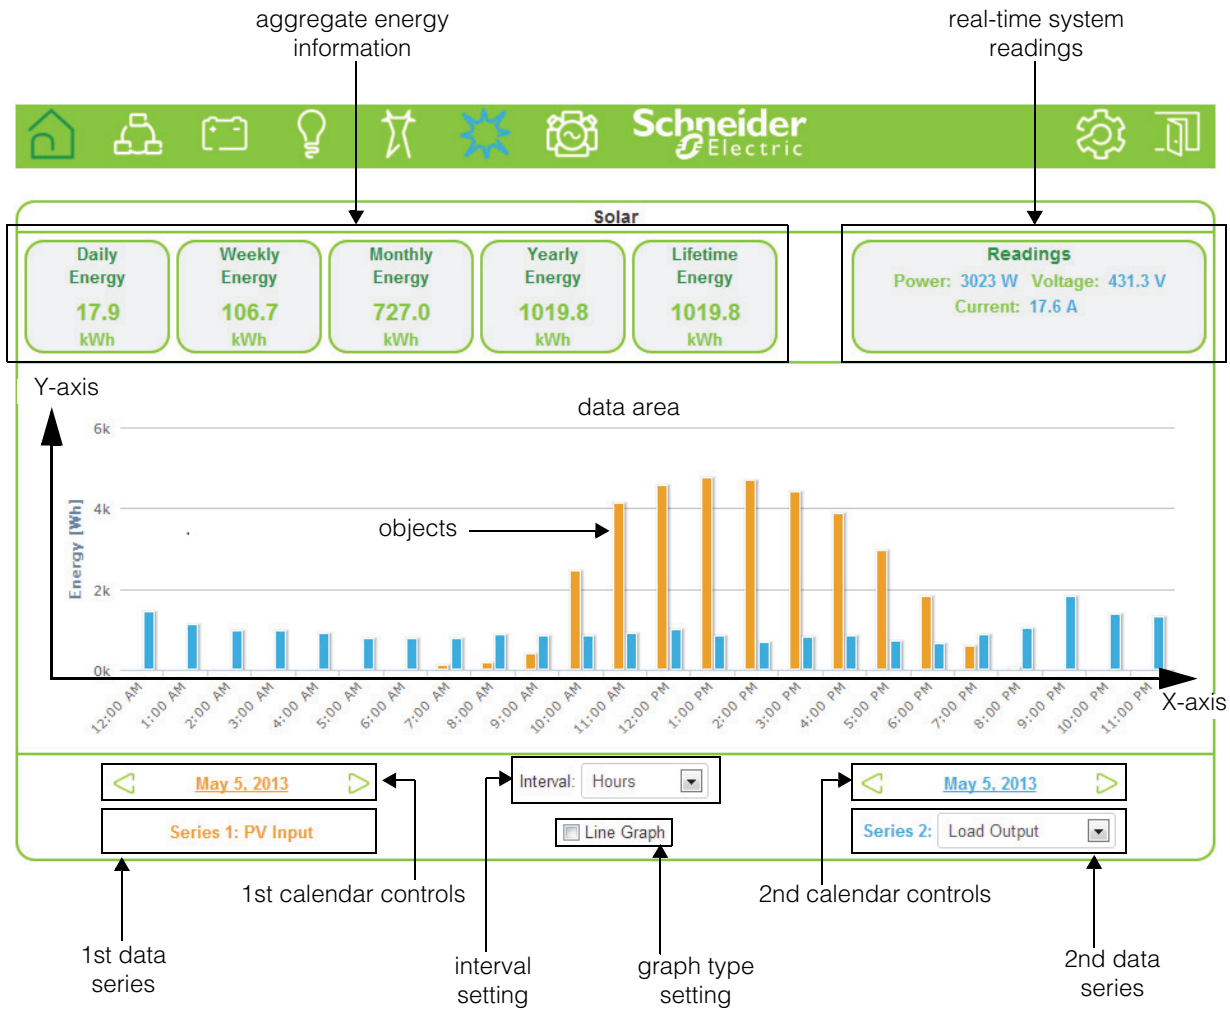 aggregate energy
information
real-time system
readings
Schneider
Electric
Solar
Daily
Energy
17.9
kWh
Weekly
Energy
106.7
kWh
Monthly
Energy
727.0
kWh
Yearly
Energy
1019.8
kWh
Lifetime
Energy
1019.8
kWh
Readings
Power: 3023 W Voltage: 431.3 V
Current: 17.6 A
Y-axis
data area
6k
4k
2k
0k
Energy [Wh]
objects
12:00 AM
1:00 AM
2:00 AM
3:00 AM
4:00 AM
5:00 AM
6:00 AM
7:00 AM
8:00 AM
9:00 AM
10:00 AM
11:00 AM
12:00 PM
1:00 PM
2:00 PM
3:00 PM
4:00 PM
5:00 PM
6:00 PM
7:00 PM
8:00 PM
9:00 PM
10:00 PM
11:00 PM
X-axis
May 5, 2013
Interval: Hours
May 5, 2013
Series 1: PV Input
Line Graph
Series 2: Load Output
1st calendar controls
2nd calendar controls
1st data
series
interval
setting
graph type
setting
2nd data
series